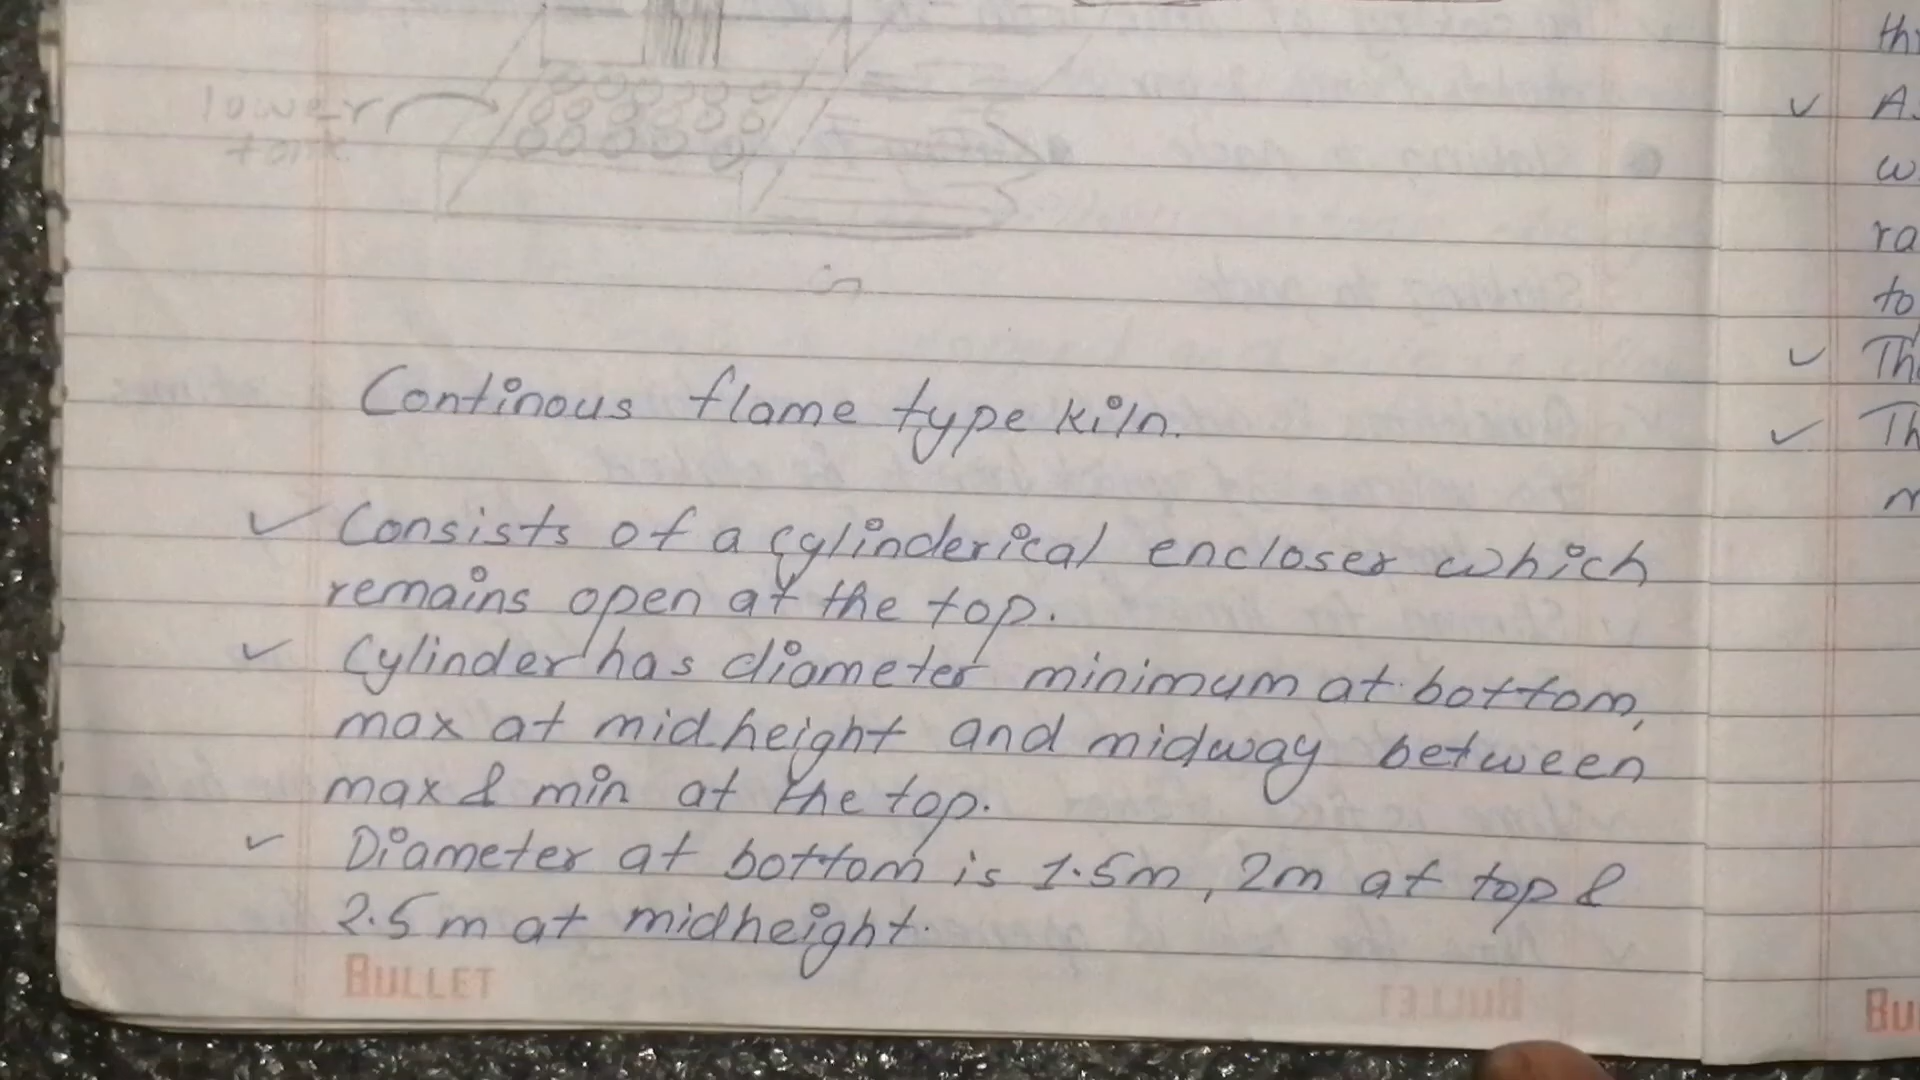 lower
tank
Continous flame type kiln.
✓ Consists of a cylinderical encloser which
remains open at the top.
✓ Cylinder has diameter minimum at bottom,
max at midheight and midway between
max & min at the top.
✓ Diameter at bottom is 1.5m, 2m at top &
2.5m at midheight.
BULLET
✓ 
to
✓ Th
✓ Th